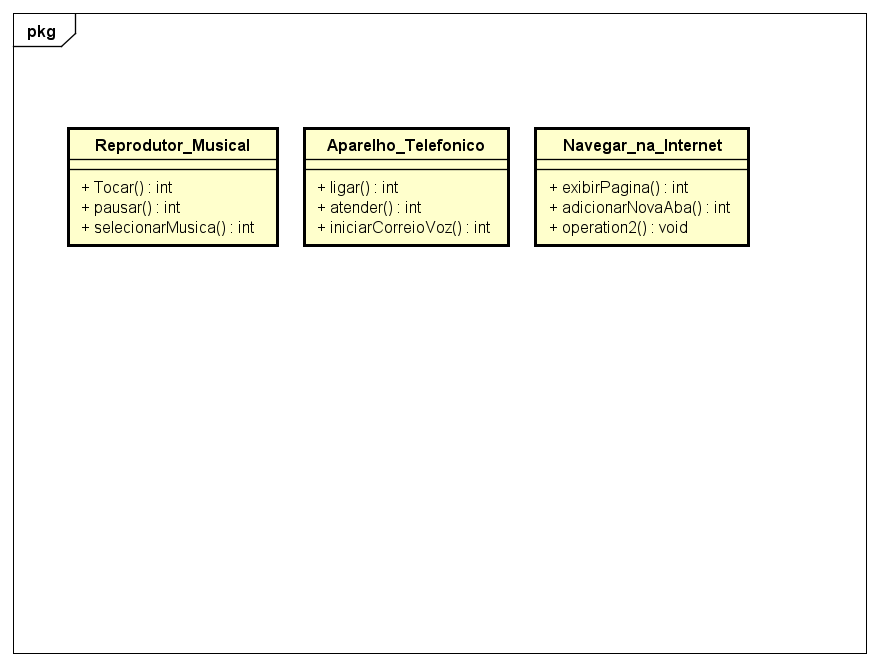 pkg
Reprodutor_Musical
+ Tocar() : int
+ pausar() : int
+ selecionarMusica() : int
Aparelho_Telefonico
+ ligar() : int
+ atender() : int
+ iniciarCorreioVoz() : int
Navegar_na_Internet
+ exibirPagina() : int
+ adicionarNovaAba() : int
+ operation2() : void